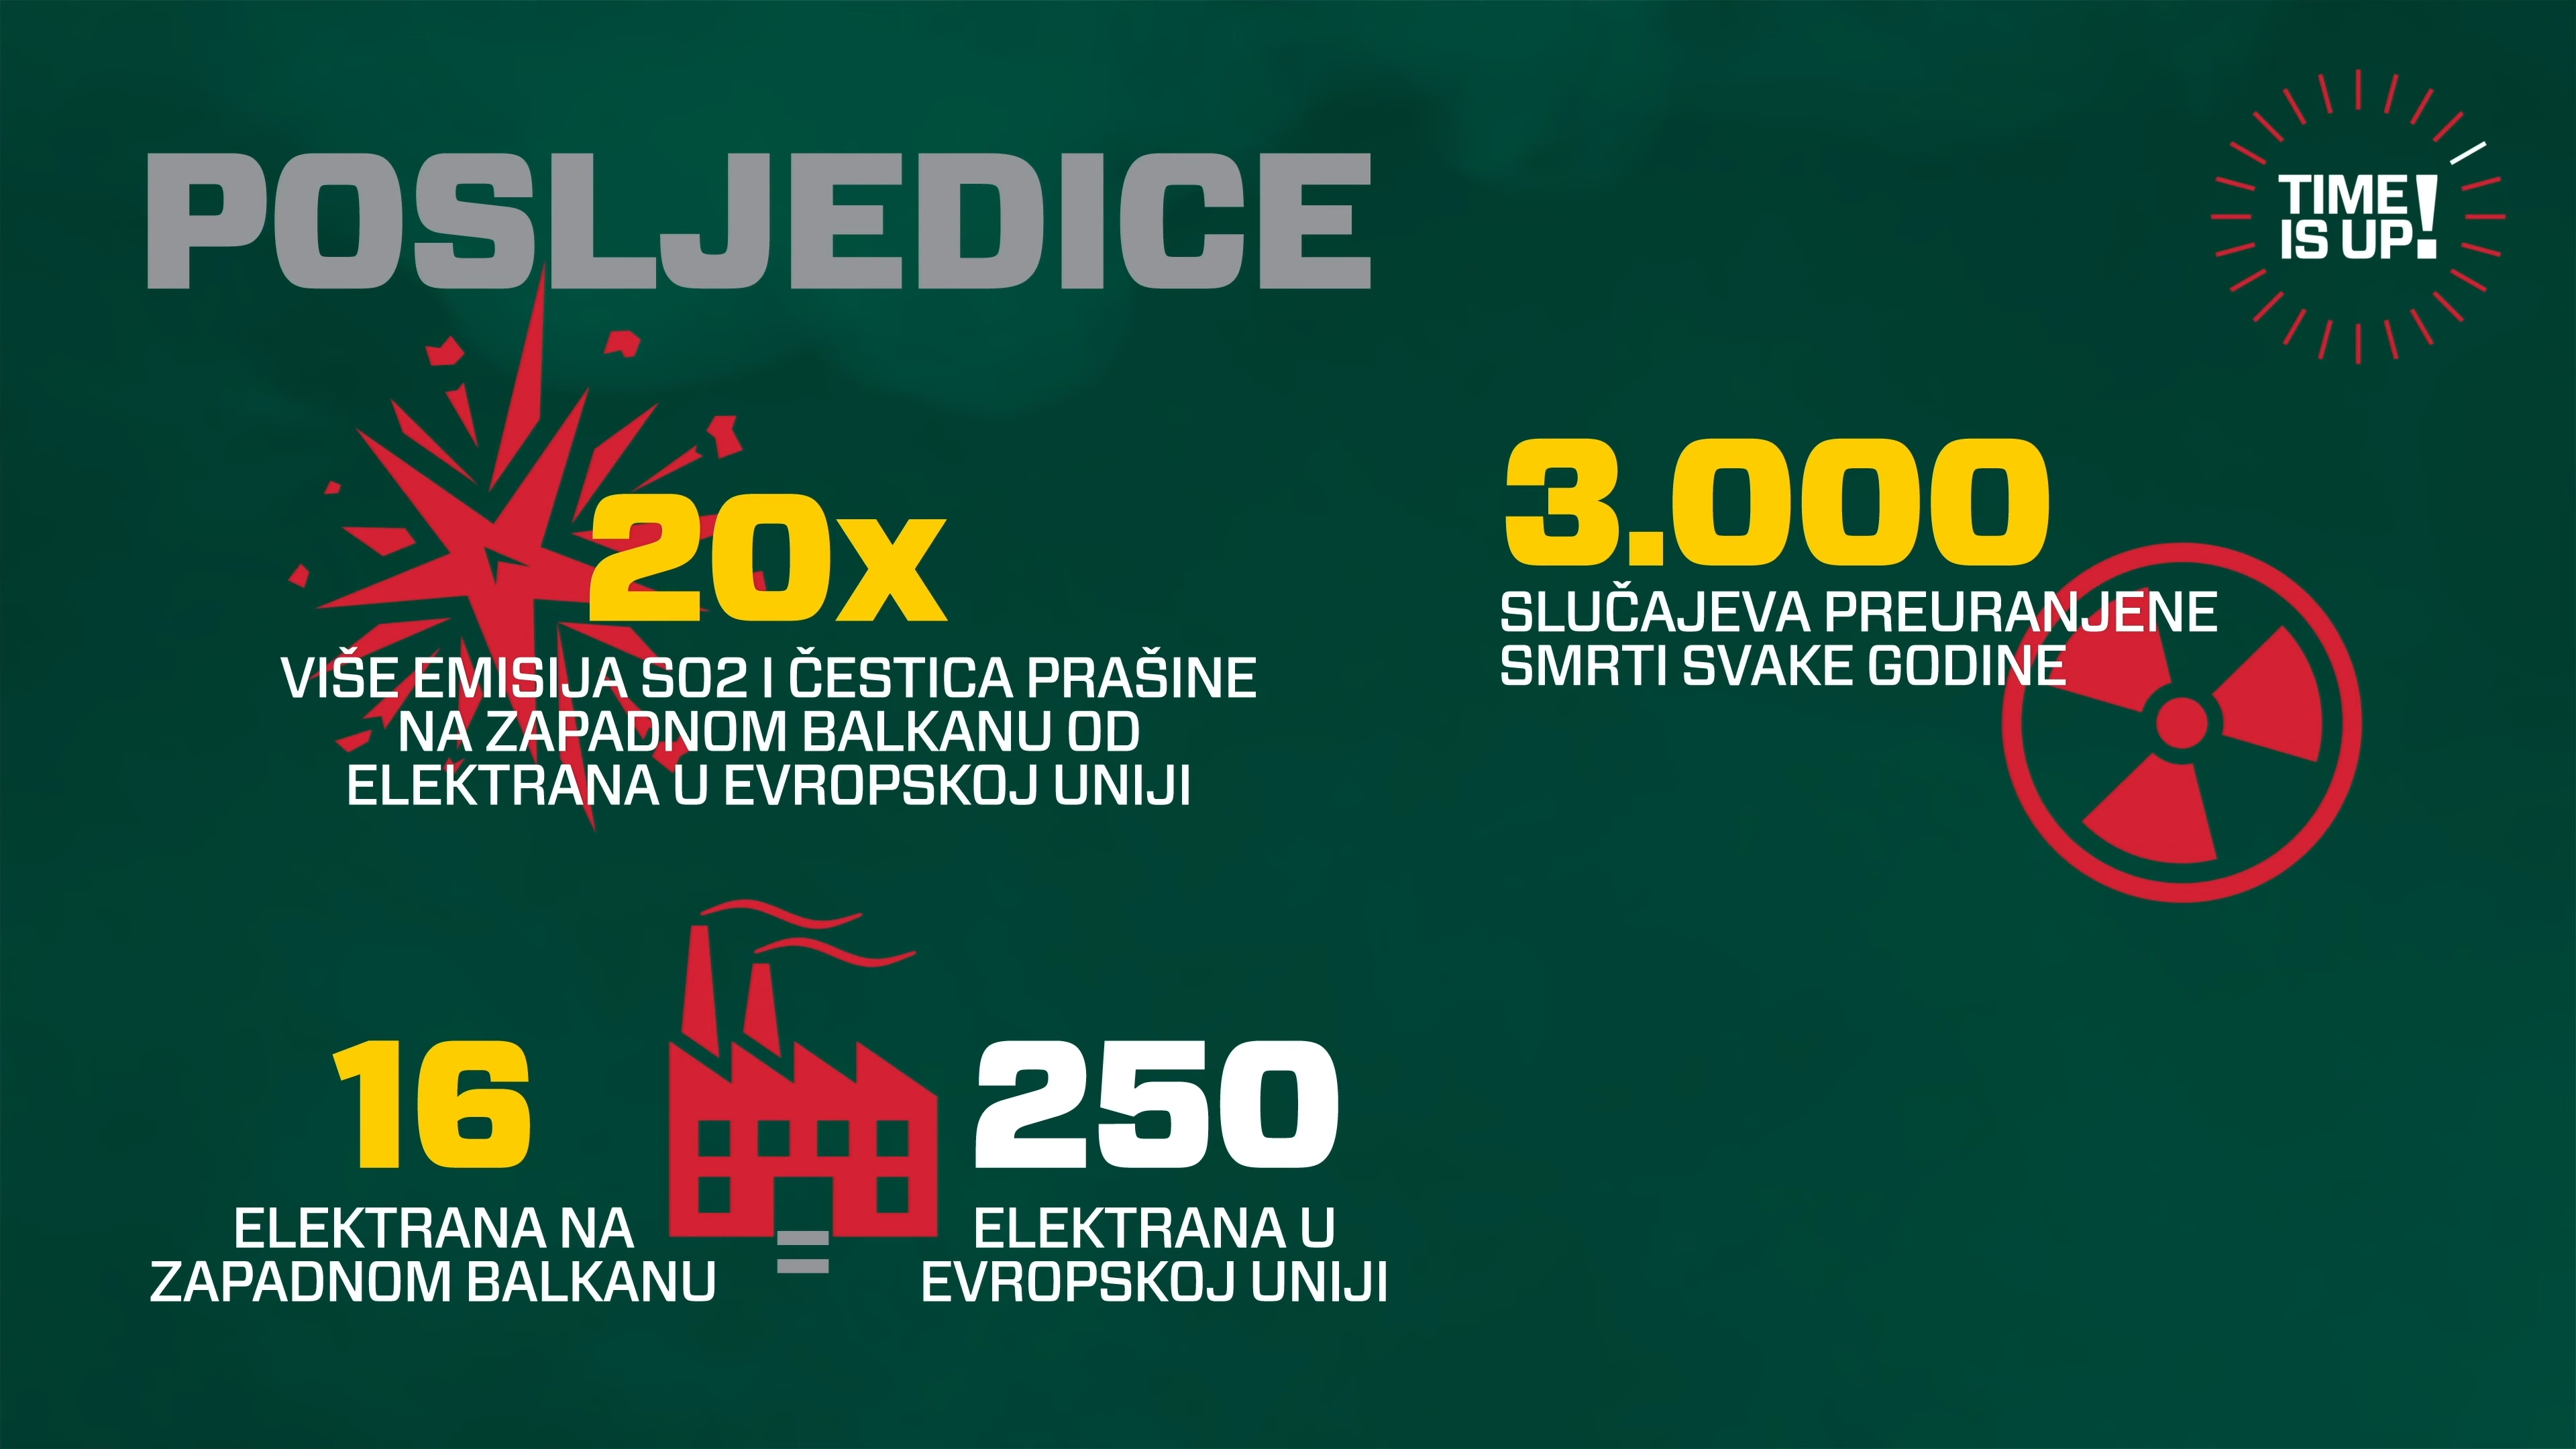 POSLJEDICE
TIME
IS UP!
20x
VIŠE EMISIJA SO2 I ČESTICA PRAŠINE
NA ZAPADNOM BALKANU OD
ELEKTRANA U EVROPSKOJ UNIJI
3.000
SLUČAJEVA PREURANJENE
SMRTI SVAKE GODINE
16
ELEKTRANA NA
ZAPADNOM BALKANU
=
250
ELEKTRANA U
EVROPSKOJ UNIJI